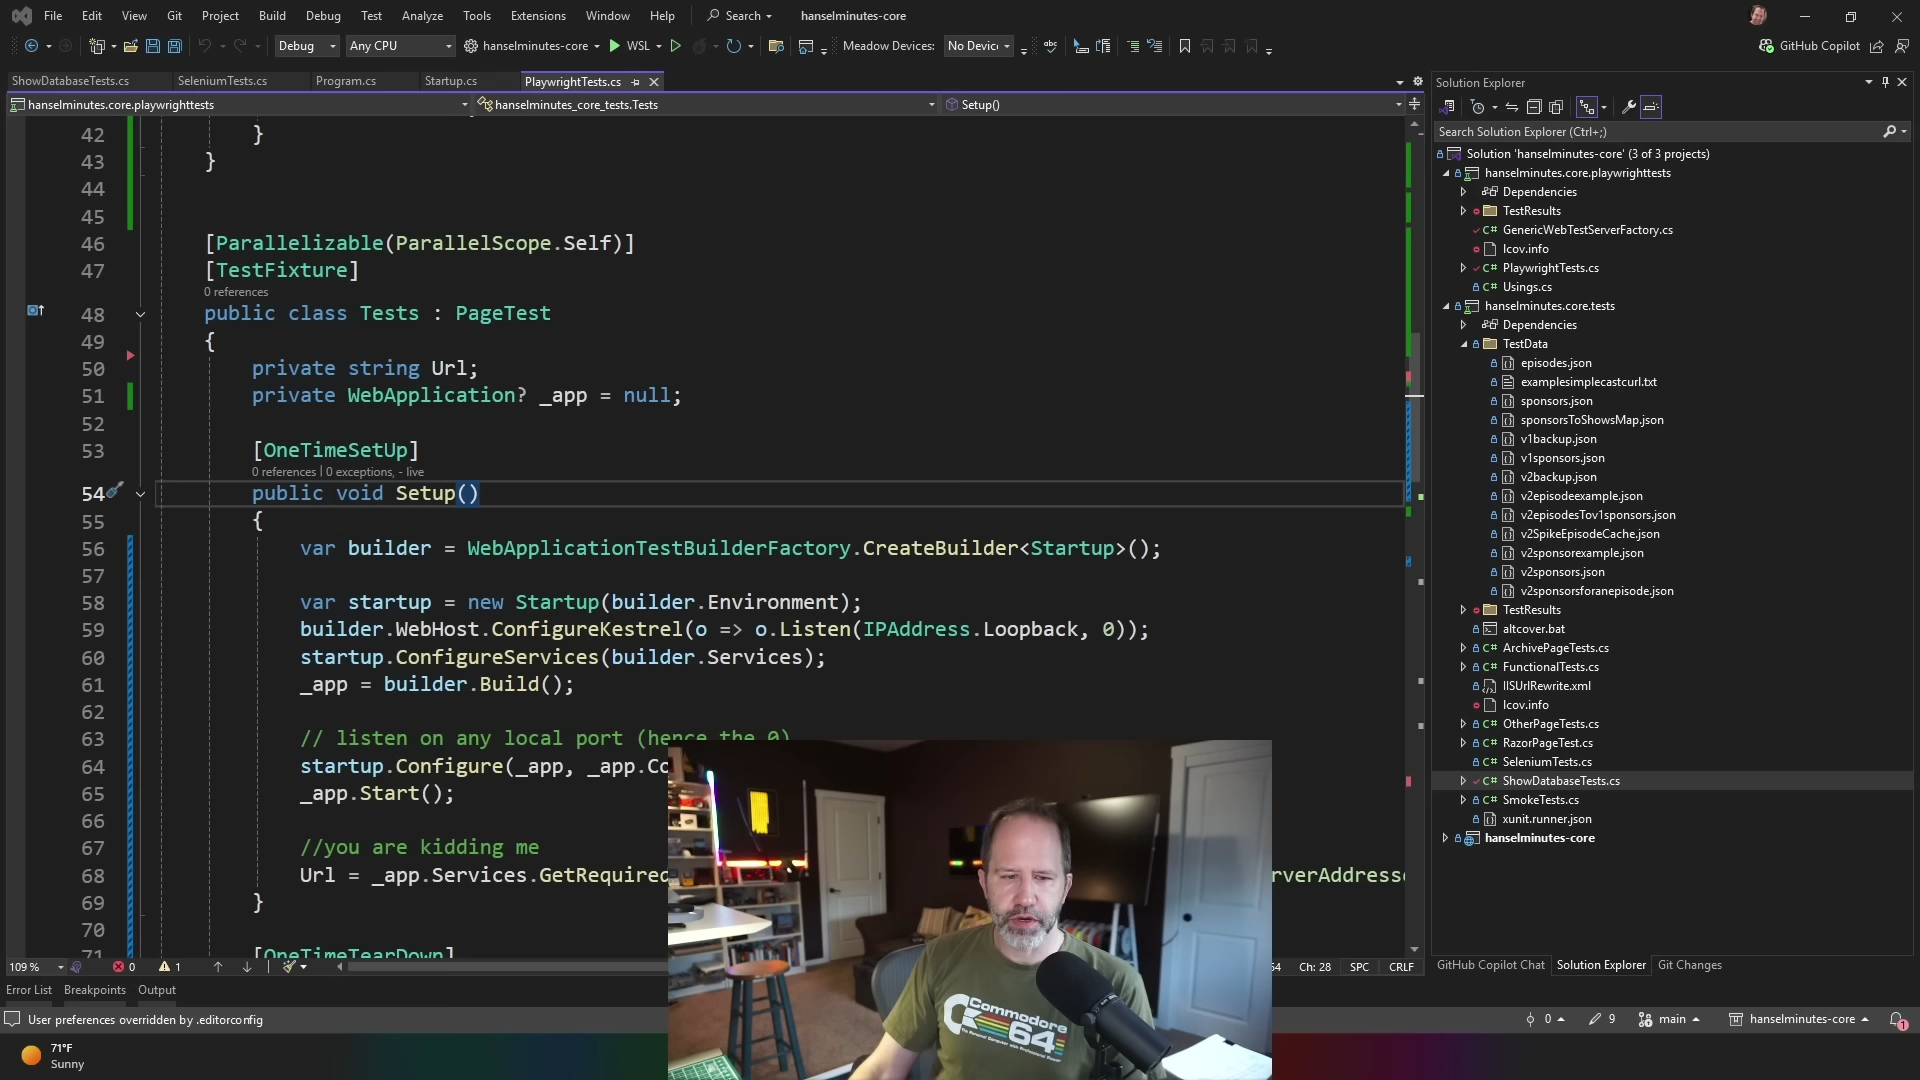 File Edit View Git Project Build Debug Test Analyze Tools Extensions Window Help Search hanselminutes-core
Debug Any CPU hanselminutes-core WSL Meadow Devices: No Device GitHub Copilot
ShowDatabaseTests.cs SeleniumTests.cs Program.cs Startup.cs PlaywrightTests.cs
hanselminutes.core.playwrighttests hanselminutes_core_tests.Tests Setup()
42 }
43 }
44
45
46 [Parallelizable(ParallelScope.Self)]
47 [TestFixture]
0 references
48 public class Tests : PageTest
49 {
50 private string Url;
51 private WebApplication? _app = null;
52
53 [OneTimeSetUp]
0 references | 0 exceptions, - live
54 public void Setup()
55 {
56 var builder = WebApplicationTestBuilderFactory.CreateBuilder<Startup>();
57
58 var startup = new Startup(builder.Environment);
59 builder.WebHost.ConfigureKestrel(o => o.Listen(IPAddress.Loopback, 0));
60 startup.ConfigureServices(builder.Services);
61 _app = builder.Build();
62
63 // listen on any local port (hence the 0)
64 startup.Configure(_app, _app.Co
65 _app.Start();
66
67 //you are kidding me
68 Url = _app.Services.GetRequired rverAddresse
69 }
70
71 [OneTimeTearDown]
109 % 0 1 54 Ch: 28 SPC CRLF
Error List Breakpoints Output
User preferences overridden by .editorconfig
0 9 main hanselminutes-core 1
71°F
Sunny
Solution Explorer
Search Solution Explorer (Ctrl+;)
Solution 'hanselminutes-core' (3 of 3 projects)
hanselminutes.core.playwrighttests
Dependencies
TestResults
GenericWebTestServerFactory.cs
lcov.info
PlaywrightTests.cs
Usings.cs
hanselminutes.core.tests
Dependencies
TestData
episodes.json
examplesimplecastcurl.txt
sponsors.json
sponsorsToShowsMap.json
v1backup.json
v1sponsors.json
v2backup.json
v2episodeexample.json
v2episodesTov1sponsors.json
v2SpikeEpisodeCache.json
v2sponsorexample.json
v2sponsors.json
v2sponsorsforanepisode.json
TestResults
altcover.bat
ArchivePageTests.cs
FunctionalTests.cs
IISUrlRewrite.xml
lcov.info
OtherPageTests.cs
RazorPageTest.cs
SeleniumTests.cs
ShowDatabaseTests.cs
SmokeTests.cs
xunit.runner.json
hanselminutes-core
GitHub Copilot Chat Solution Explorer Git Changes
Commodore
64